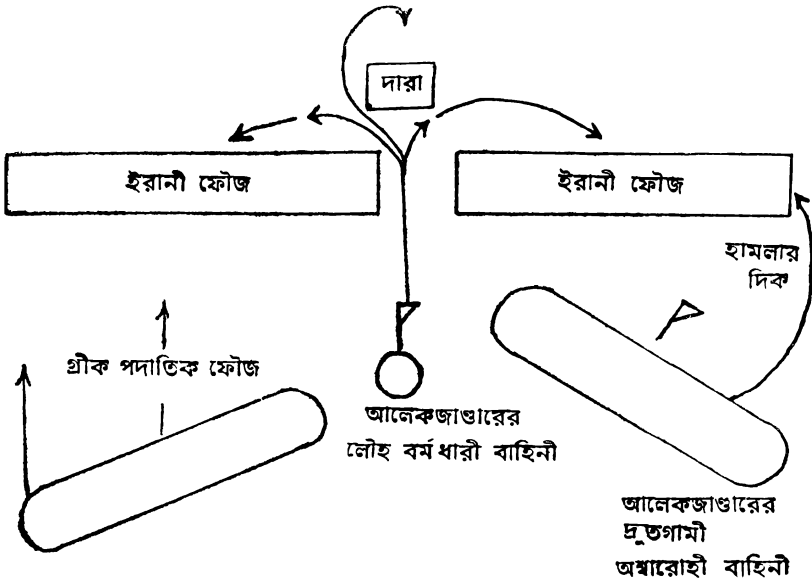 দারা
ইরানী ফৌজ
ইরানী ফৌজ
হামলার
দিক
গ্রীক পদাতিক ফৌজ
আলেকজাণ্ডারের
লৌহ বর্মধারী বাহিনী
আলেকজাণ্ডারের
দ্রুতগামী
অশ্বারোহী বাহিনী